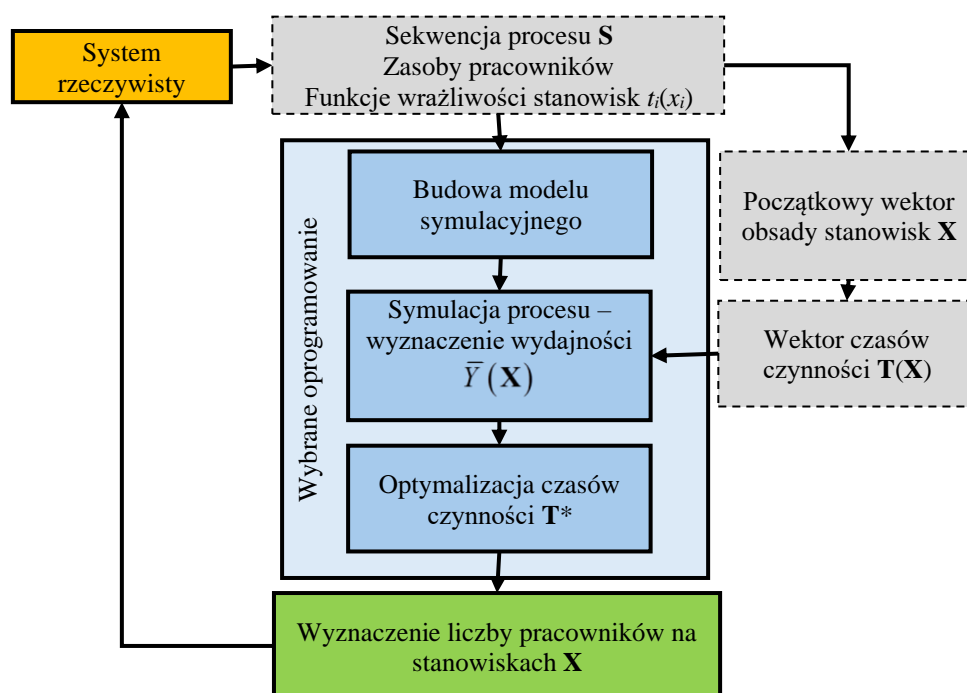 System
rzeczywisty
Sekwencja procesu S
Zasoby pracowników
Funkcje wrażliwości stanowisk tᵢ(xᵢ)
Wybrane oprogramowanie
Budowa modelu
symulacyjnego
Początkowy wektor
obsady stanowisk X
Symulacja procesu –
wyznaczenie wydajności
Y̅(X)
Wektor czasów
czynności T(X)
Optymalizacja czasów
czynności T*
Wyznaczenie liczby pracowników na
stanowiskach X